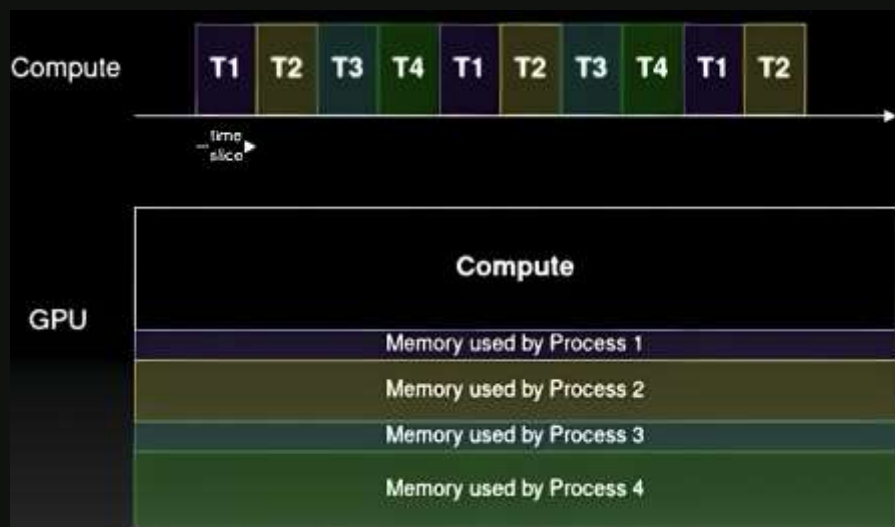 Compute T1 T2 T3 T4 T1 T2 T3 T4 T1 T2
time
slice
Compute
GPU
Memory used by Process 1
Memory used by Process 2
Memory used by Process 3
Memory used by Process 4